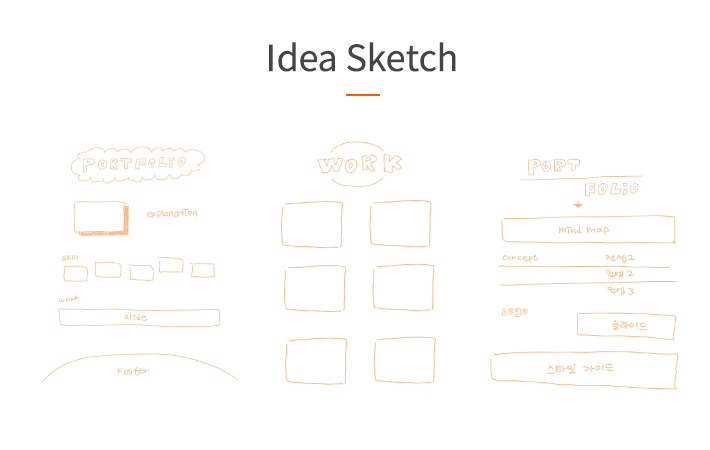 Idea Sketch
PORTFOLIO
explanation
skill
work
slide
Footer
WORK
PORT
FOLIO
mind map
concept
컨셉 1
컨셉 2
컨셉 3
LOGO
슬라이드
스타일 가이드